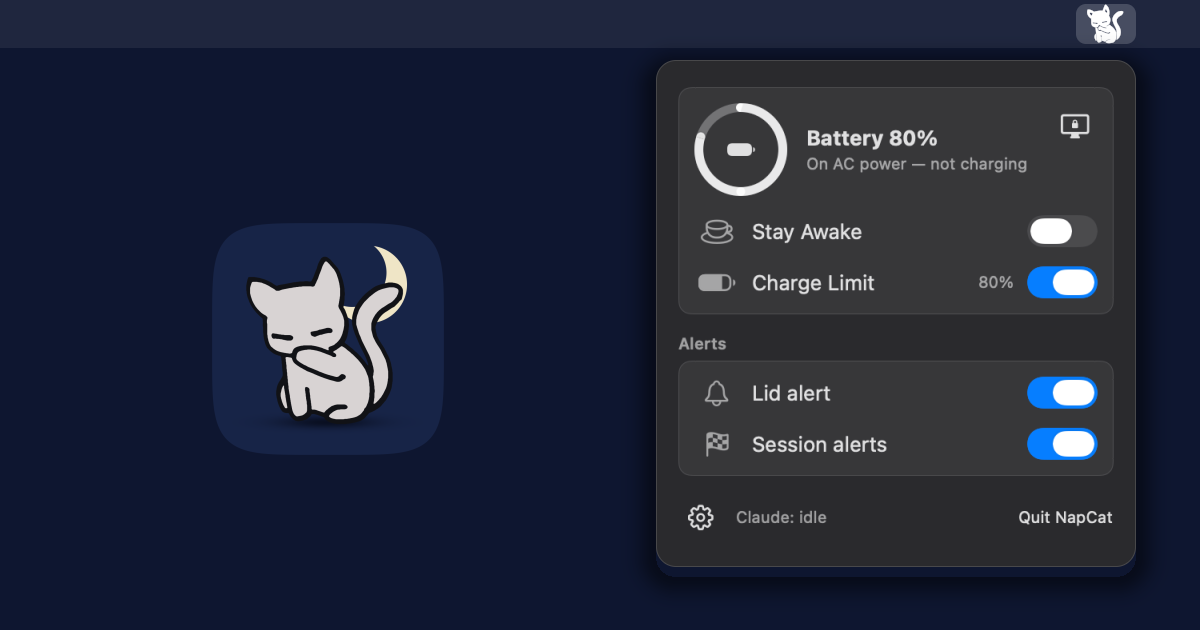 Battery 80%
On AC power — not charging
Stay Awake
Charge Limit 80%
Alerts
Lid alert
Session alerts
Claude: idle Quit NapCat